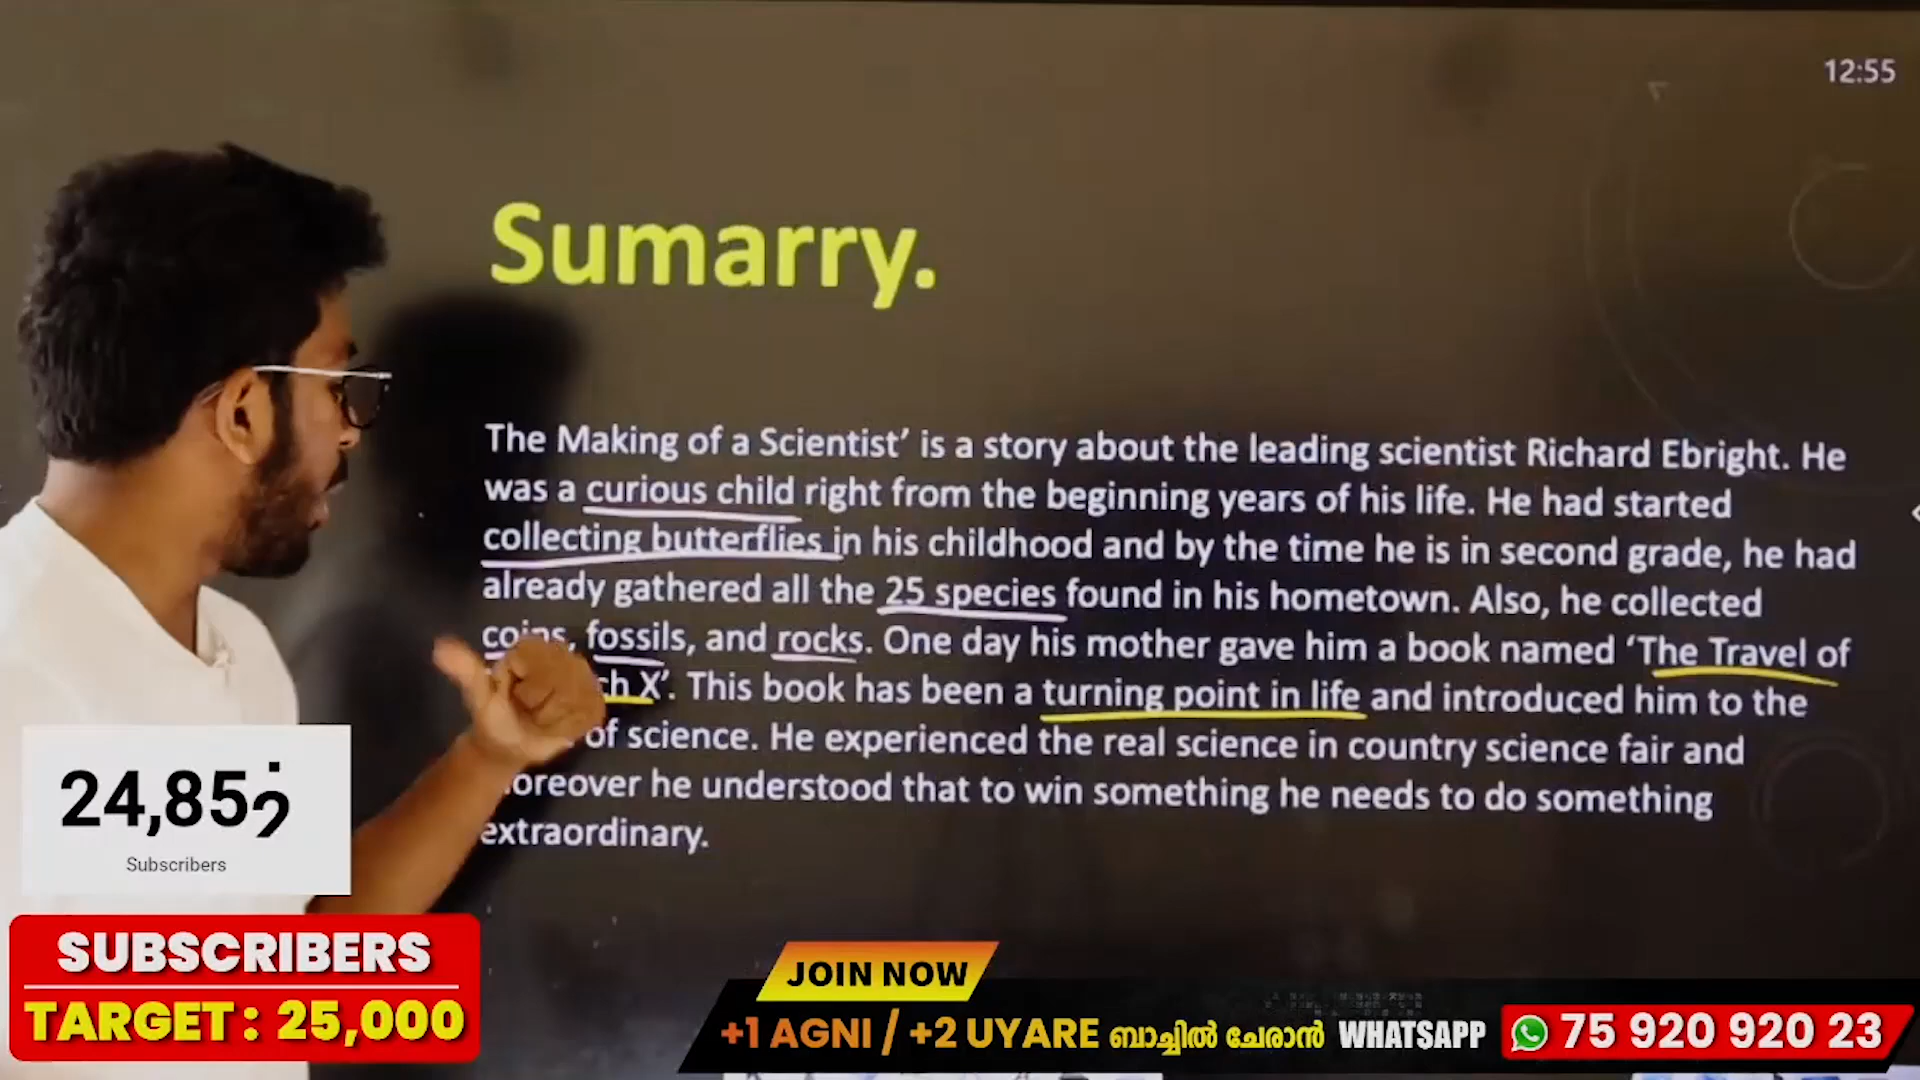 12:55
Sumarry.
The Making of a Scientist’ is a story about the leading scientist Richard Ebright. He
was a curious child right from the beginning years of his life. He had started
collecting butterflies in his childhood and by the time he is in second grade, he had
already gathered all the 25 species found in his hometown. Also, he collected
coins, fossils, and rocks. One day his mother gave him a book named ‘The Travel of
X’. This book has been a turning point in life and introduced him to the
of science. He experienced the real science in country science fair and
he understood that to win something he needs to do something
extraordinary.
24,85
Subscribers
SUBSCRIBERS
TARGET : 25,000
JOIN NOW
+1 AGNI / +2 UYARE ബാച്ചിൽ ചേരാൻ WHATSAPP 75 920 920 23